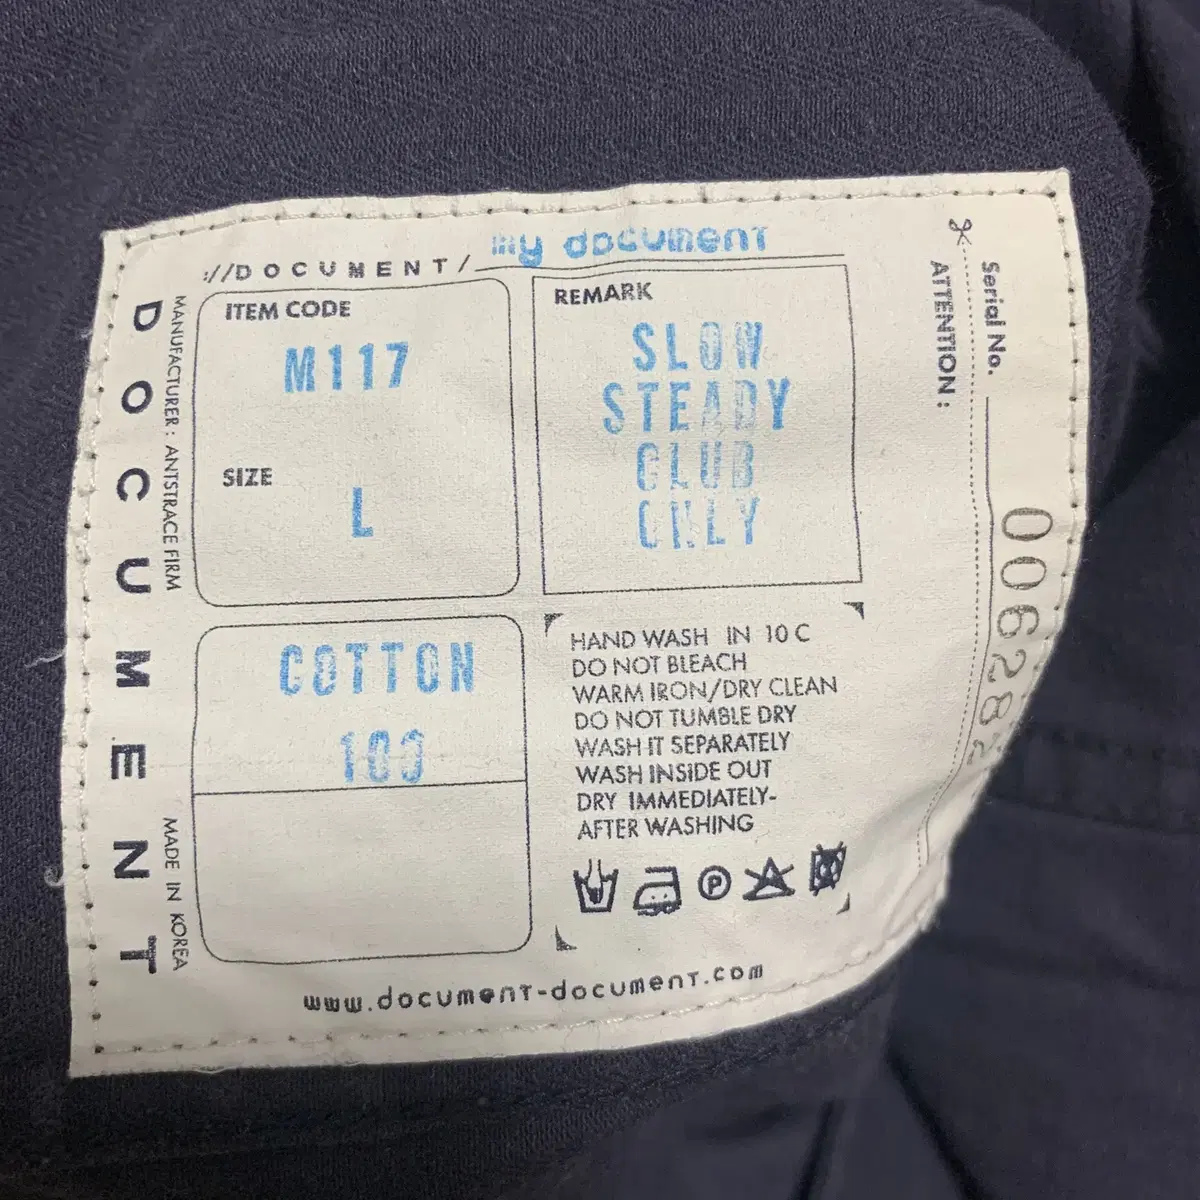 ://DOCUMENT/ my document
ITEM CODE
M117
SIZE
L
REMARK
SLOW
STEADY
CLUB
ONLY
COTTON
100
HAND WASH IN 10 C
DO NOT BLEACH
WARM IRON/DRY CLEAN
DO NOT TUMBLE DRY
WASH IT SEPARATELY
WASH INSIDE OUT
DRY IMMEDIATELY-
AFTER WASHING
P
www.document-document.com
DOCUMENT
MANUFACTURER : ANTSTRACE FIRM
MADE IN KOREA
Serial No. 006282
ATTENTION :